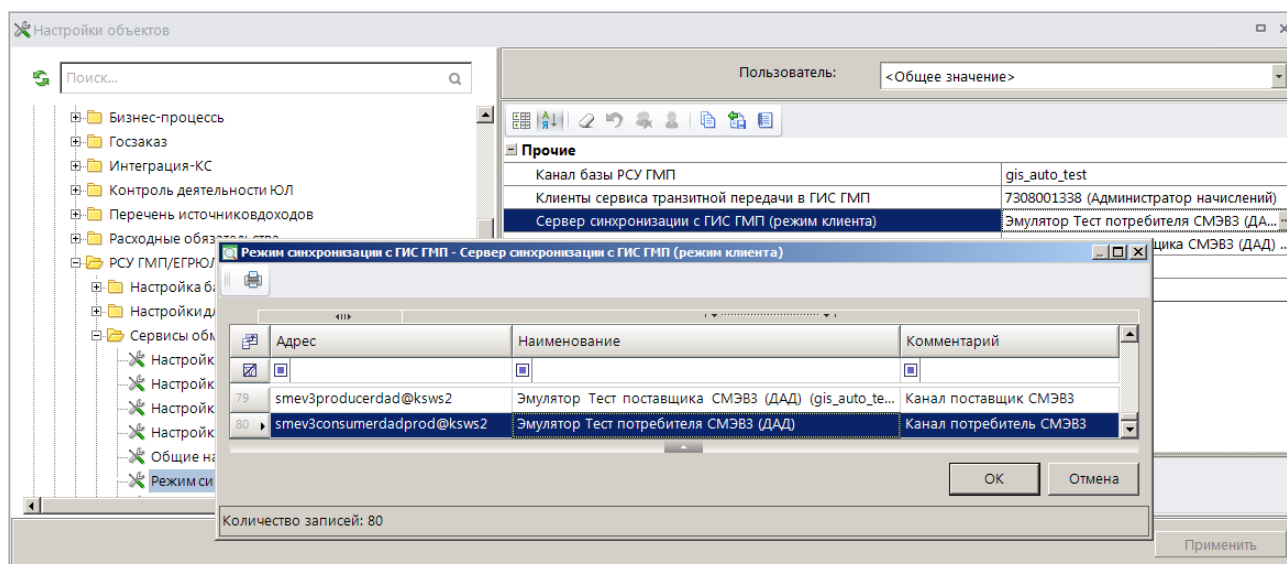 Настройки объектов
Поиск...
Пользователь:
<Общее значение>
Бизнес-процессь
Госзаказ
Интеграция-КС
Контроль деятельности ЮЛ
Перечень источниковдоходов
Расходные обязательства
РСУ ГМП/ЕГРЮЛ
Настройка ба
Настройки дл
Сервисы обм
Настройк
Настройк
Настройк
Настройк
Общие на
Режим си
Прочие
Канал базы РСУ ГМП
gis_auto_test
Клиенты сервиса транзитной передачи в ГИС ГМП
7308001338 (Администратор начислений)
Сервер синхронизации с ГИС ГМП (режим клиента)
Эмулятор Тест потребителя СМЭВ3 (ДА...
щика СМЭВ3 (ДАД) ..
Режим синхронизации с ГИС ГМП - Сервер синхронизации с ГИС ГМП (режим клиента)
Адрес
Наименование
Комментарий
79
smev3producerdad@ksws2
Эмулятор Тест поставщика СМЭВ3 (ДАД) (gis_auto_te...
Канал поставщик СМЭВ3
80
smev3consumerdadprod@ksws2
Эмулятор Тест потребителя СМЭВ3 (ДАД)
Канал потребитель СМЭВ3
OK
Отмена
Количество записей: 80
Применить